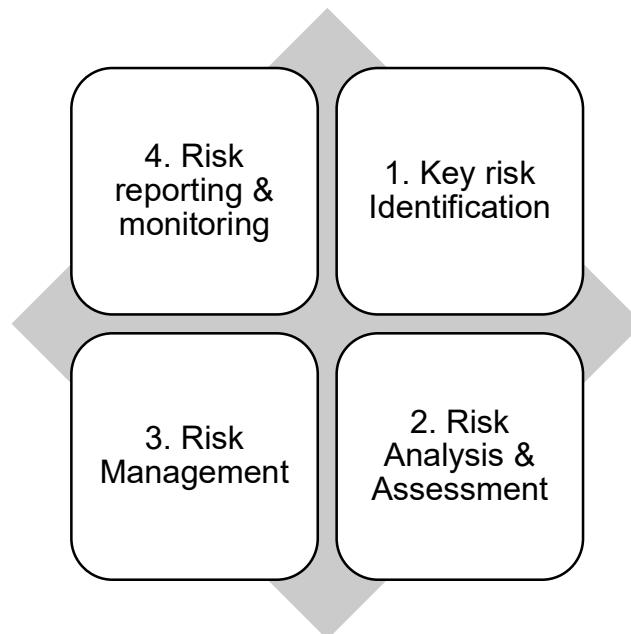 4. Risk
reporting &
monitoring
1. Key risk
Identification
3. Risk
Management
2. Risk
Analysis &
Assessment